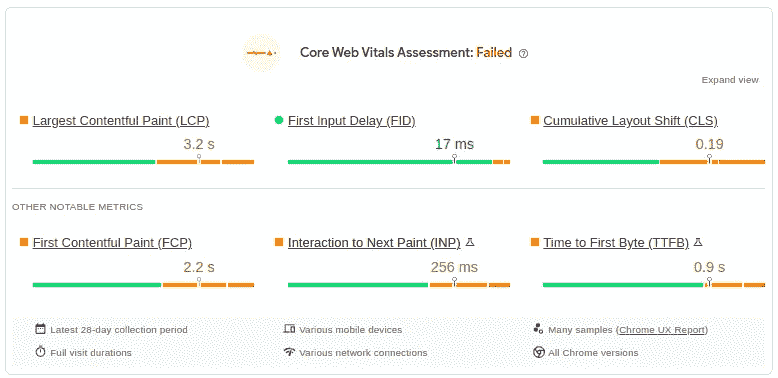 Core Web Vitals Assessment: Failed
Expand view
Largest Contentful Paint (LCP)
3.2 s
First Input Delay (FID)
17 ms
Cumulative Layout Shift (CLS)
0.19
OTHER NOTABLE METRICS
First Contentful Paint (FCP)
2.2 s
Interaction to Next Paint (INP)
256 ms
Time to First Byte (TTFB)
0.9 s
Latest 28-day collection period
Various mobile devices
Many samples (Chrome UX Report)
Full visit durations
Various network connections
All Chrome versions